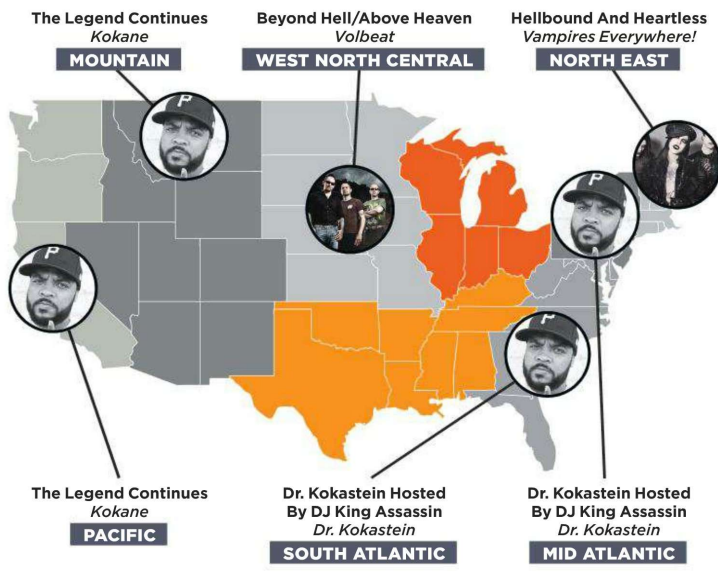 The Legend Continues
Kokane
MOUNTAIN
Beyond Hell/Above Heaven
Volbeat
WEST NORTH CENTRAL
Hellbound And Heartless
Vampires Everywhere!
NORTH EAST
P
P
P
P
The Legend Continues
Kokane
PACIFIC
Dr. Kokastein Hosted
By DJ King Assassin
Dr. Kokastein
SOUTH ATLANTIC
Dr. Kokastein Hosted
By DJ King Assassin
Dr. Kokastein
MID ATLANTIC